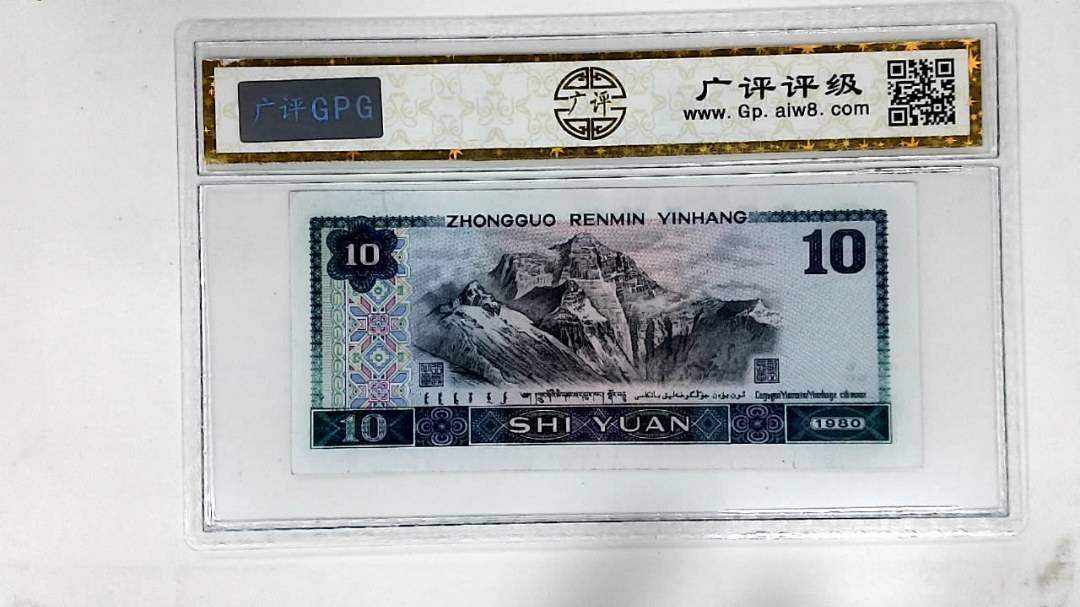 广评GPG
广评
广评评级
www. Gp. aiw8. com
ZHONGGUO RENMIN YINHANG
10
10
10
SHI YUAN
1980